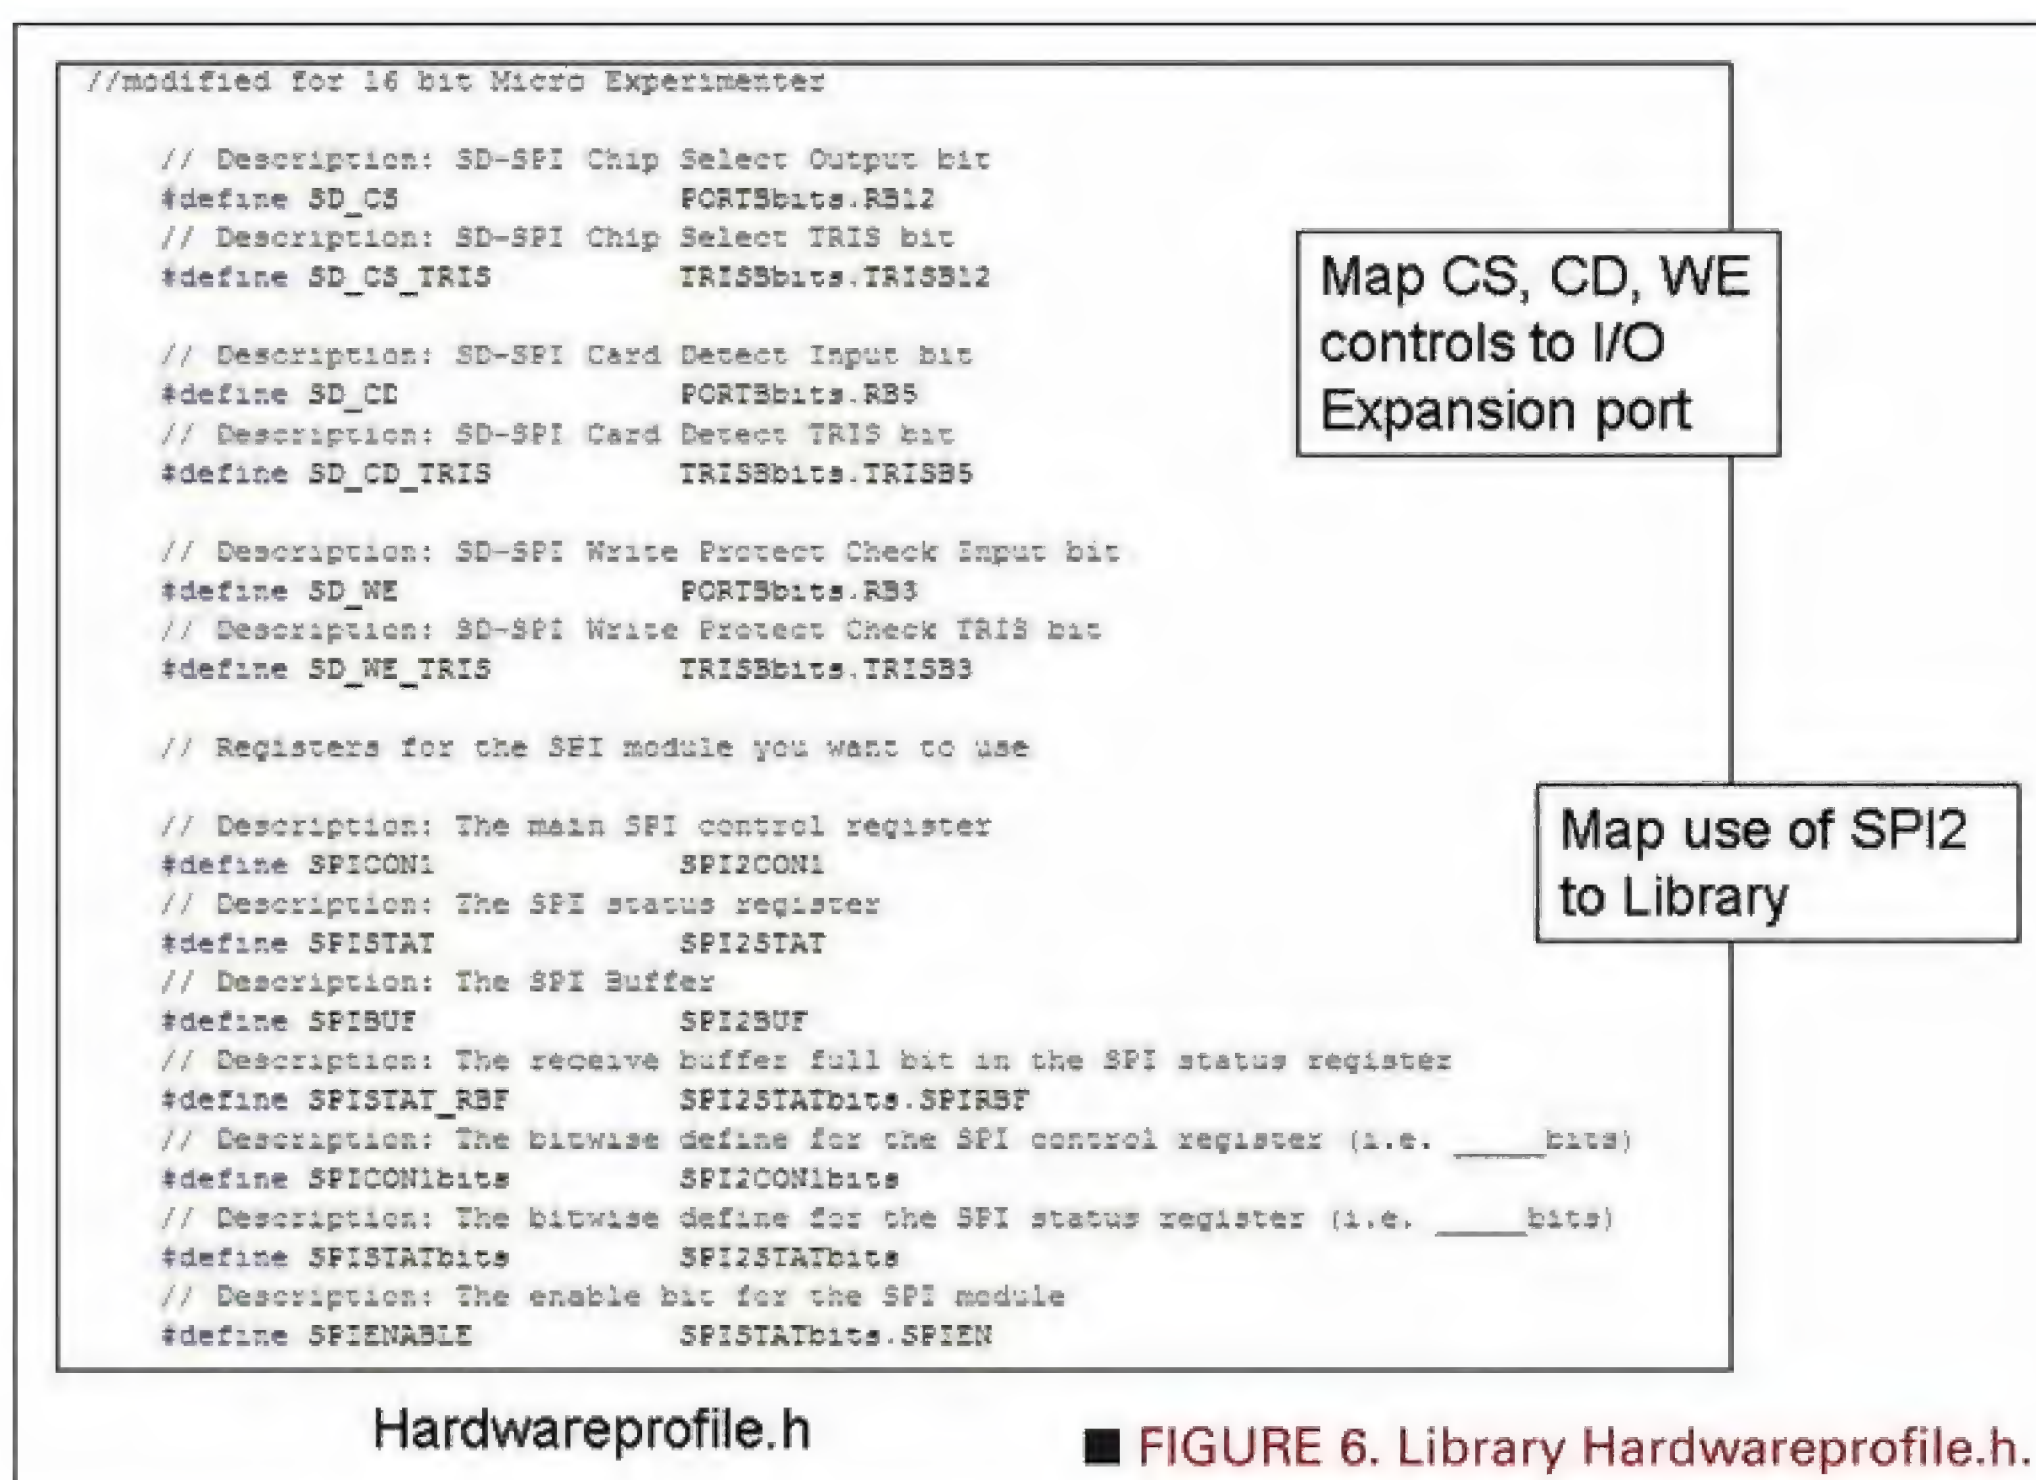 //modified for 16 bit Micro Experimenter
// Description: SD-SPI Chip Select Output bit
#define SD_CS PORTBbits.RB12
// Description: SD-SPI Chip Select TRIS bit
#define SD_CS_TRIS TRISBbits.TRISB12
// Description: SD-SPI Card Detect Input bit
#define SD_CD PORTBbits.RB5
// Description: SD-SPI Card Detect TRIS bit
#define SD_CD_TRIS TRISBbits.TRISB5
// Description: SD-SPI Write Protect Check Input bit
#define SD_WE PORTBbits.RB3
// Description: SD-SPI Write Protect Check TRIS bit
#define SD_WE_TRIS TRISBbits.TRISB3
// Registers for the SPI module you want to use
// Description: The main SPI control register
#define SPICON1 SPI2CON1
// Description: The SPI status register
#define SPISTAT SPI2STAT
// Description: The SPI Buffer
#define SPIBUF SPI2BUF
// Description: The receive buffer full bit in the SPI status register
#define SPISTAT_RBF SPI2STATbits.SPIRBF
// Description: The bitwise define for the SPI control register (i.e. _____bits)
#define SPICON1bits SPI2CON1bits
// Description: The bitwise define for the SPI status register (i.e. _____bits)
#define SPISTATbits SPI2STATbits
// Description: The enable bit for the SPI module
#define SPIENABLE SPISTATbits.SPIEN
Map CS, CD, WE
controls to I/O
Expansion port
Map use of SPI2
to Library
Hardwareprofile.h
■ FIGURE 6. Library Hardwareprofile.h.